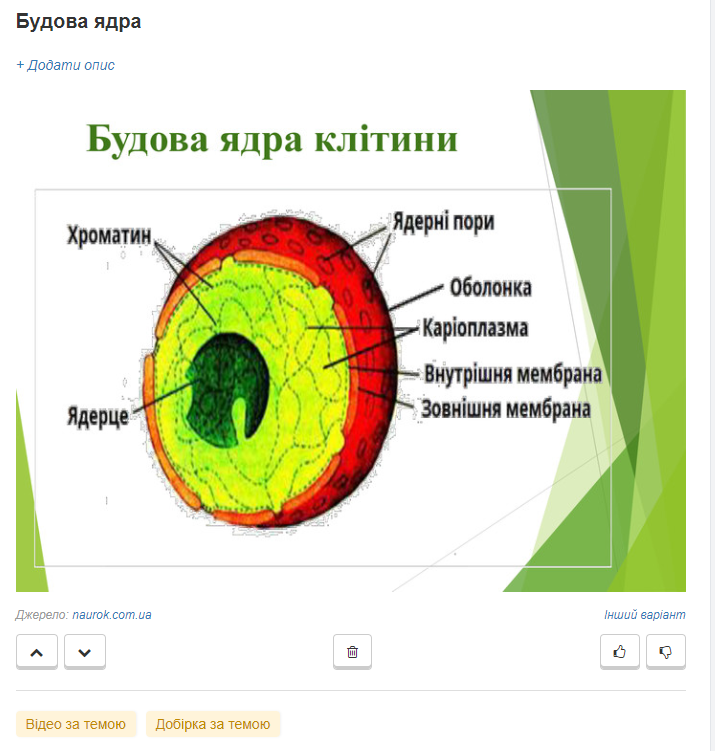 Будова ядра
+ Додати опис
Будова ядра клітини
Хроматин
Ядерні пори
Оболонка
Каріоплазма
Внутрішня мембрана
Ядерце
Зовнішня мембрана
Джерело: naurok.com.ua
Інший варіант
Відео за темою
Добірка за темою